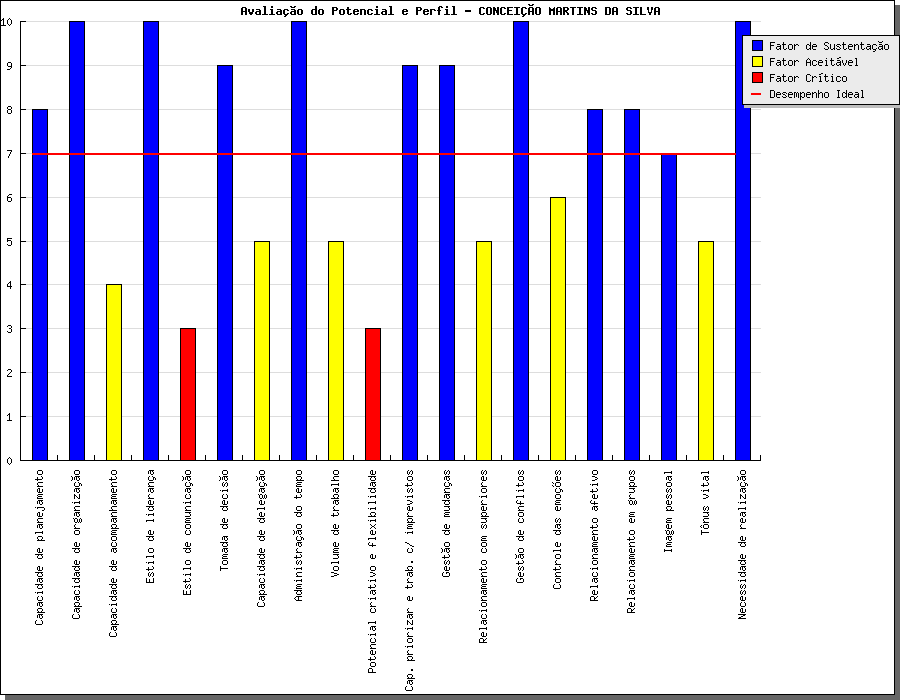 Avaliação do Potencial e Perfil - CONCEIÇÃO MARTINS DA SILVA
Fator de Sustentação
Fator Aceitável
Fator Crítico
Desempenho Ideal
10
9
8
7
6
5
4
3
2
1
0
Capacidade de planejamento
Capacidade de organização
Capacidade de acompanhamento
Estilo de liderança
Estilo de comunicação
Tomada de decisão
Capacidade de delegação
Administração do tempo
Volume de trabalho
Potencial criativo e flexibilidade
Cap. priorizar e trab. c/ imprevistos
Gestão de mudanças
Relacionamento com superiores
Gestão de conflitos
Controle das emoções
Relacionamento afetivo
Relacionamento em grupos
Imagem pessoal
Tônus vital
Necessidade de realização